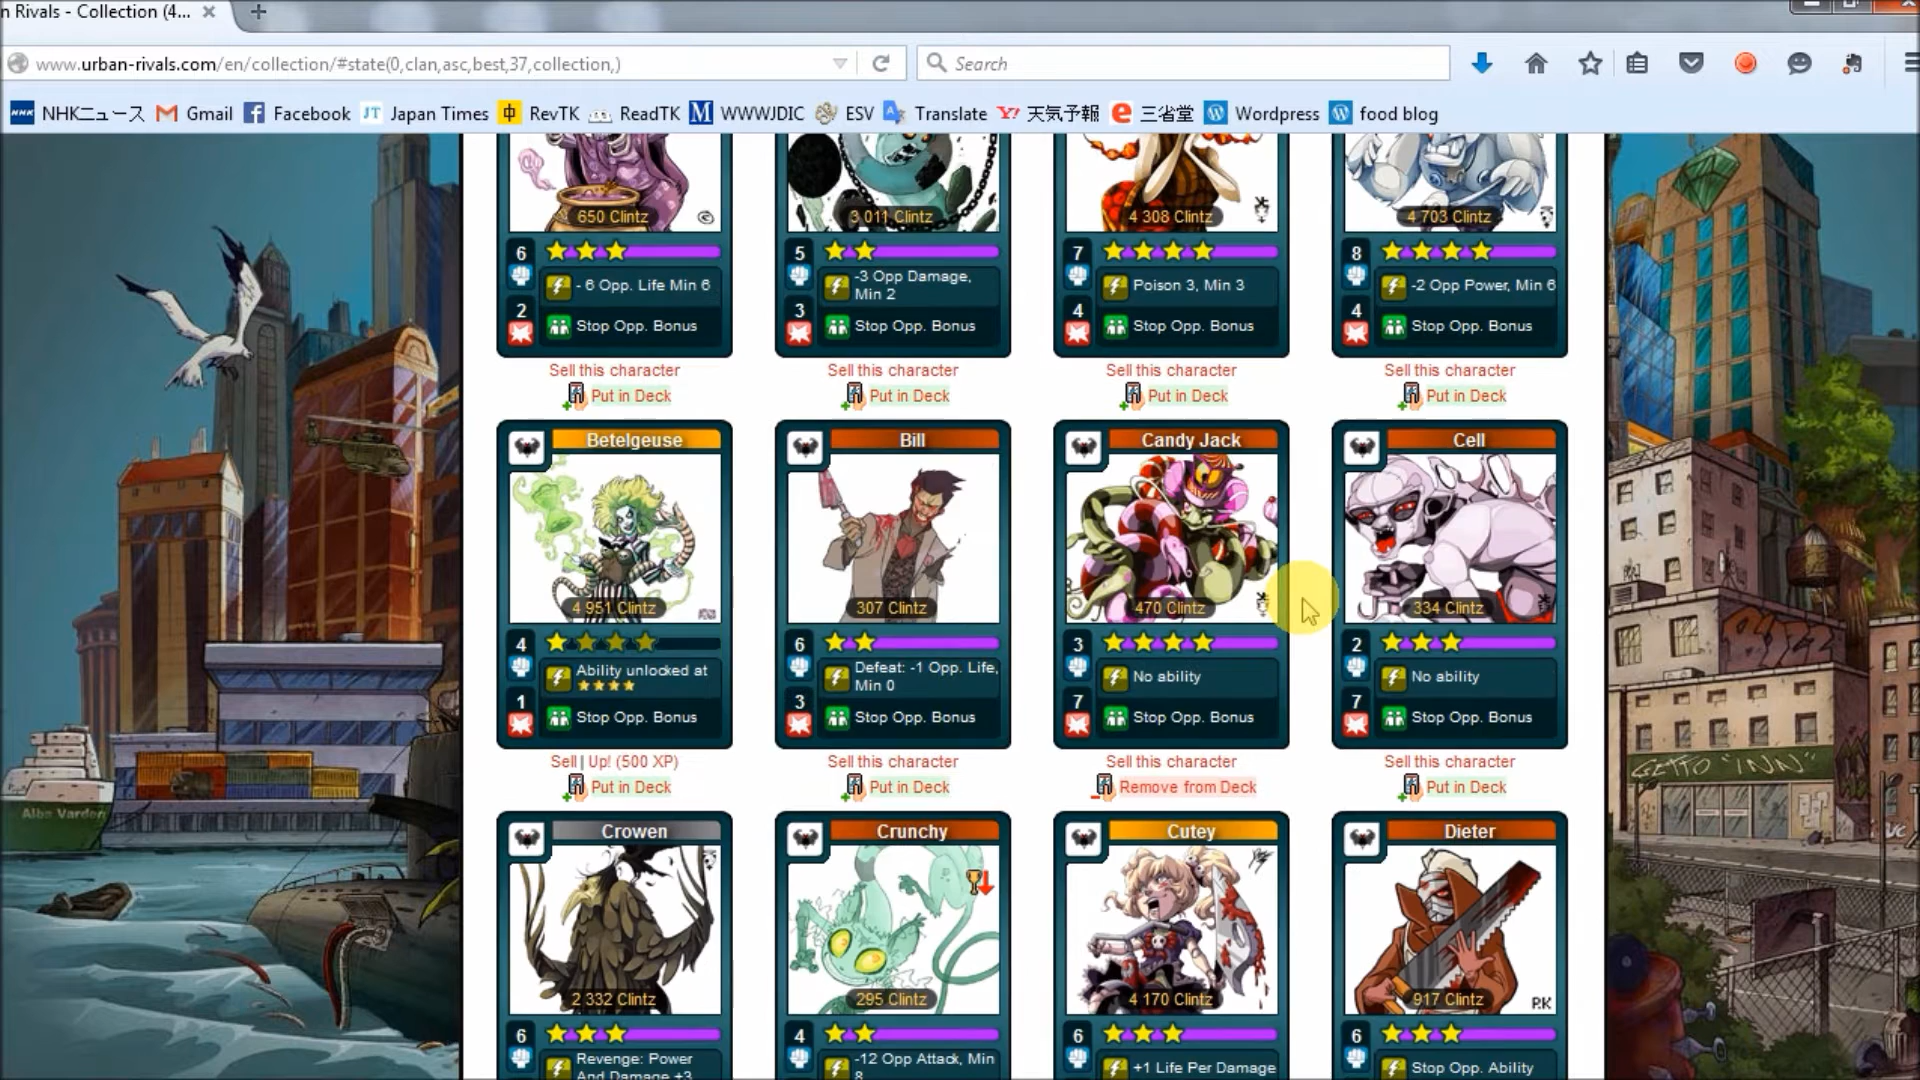 n Rivals - Collection (4...
www.urban-rivals.com/en/collection/#state(0,clan,asc,best,37,collection,)
Search
NHKニュース Gmail Facebook JT Japan Times 中 RevTK ReadTK M WWWJDIC ESV Translate Y! 天気予報 e 三省堂 Wordpress food blog
650 Clintz 3 011 Clintz 4 308 Clintz 4 703 Clintz
6 5 7 8
- 6 Opp. Life Min 6
-3 Opp Damage,
Min 2
Poison 3, Min 3
-2 Opp Power, Min 6
2 Stop Opp. Bonus 3 Stop Opp. Bonus 4 Stop Opp. Bonus 4 Stop Opp. Bonus
Sell this character Sell this character Sell this character Sell this character
Put in Deck Put in Deck Put in Deck Put in Deck
Betelgeuse Bill Candy Jack Cell
4 951 Clintz 307 Clintz 470 Clintz 334 Clintz
4 6 3 2
Ability unlocked at
Defeat: -1 Opp. Life,
Min 0
No ability
No ability
1 Stop Opp. Bonus 3 Stop Opp. Bonus 7 Stop Opp. Bonus 7 Stop Opp. Bonus
Sell | Up! (500 XP) Sell this character Sell this character Sell this character
Put in Deck Put in Deck Remove from Deck Put in Deck
Crowen Crunchy Cutey Dieter
2 332 Clintz 295 Clintz 4 170 Clintz 917 Clintz
P.K
6 4 6 6
Revenge: Power
And Damage +3
-12 Opp Attack, Min
8
+1 Life Per Damage
Stop Opp. Ability
Alba Varden
GETTO "INN"